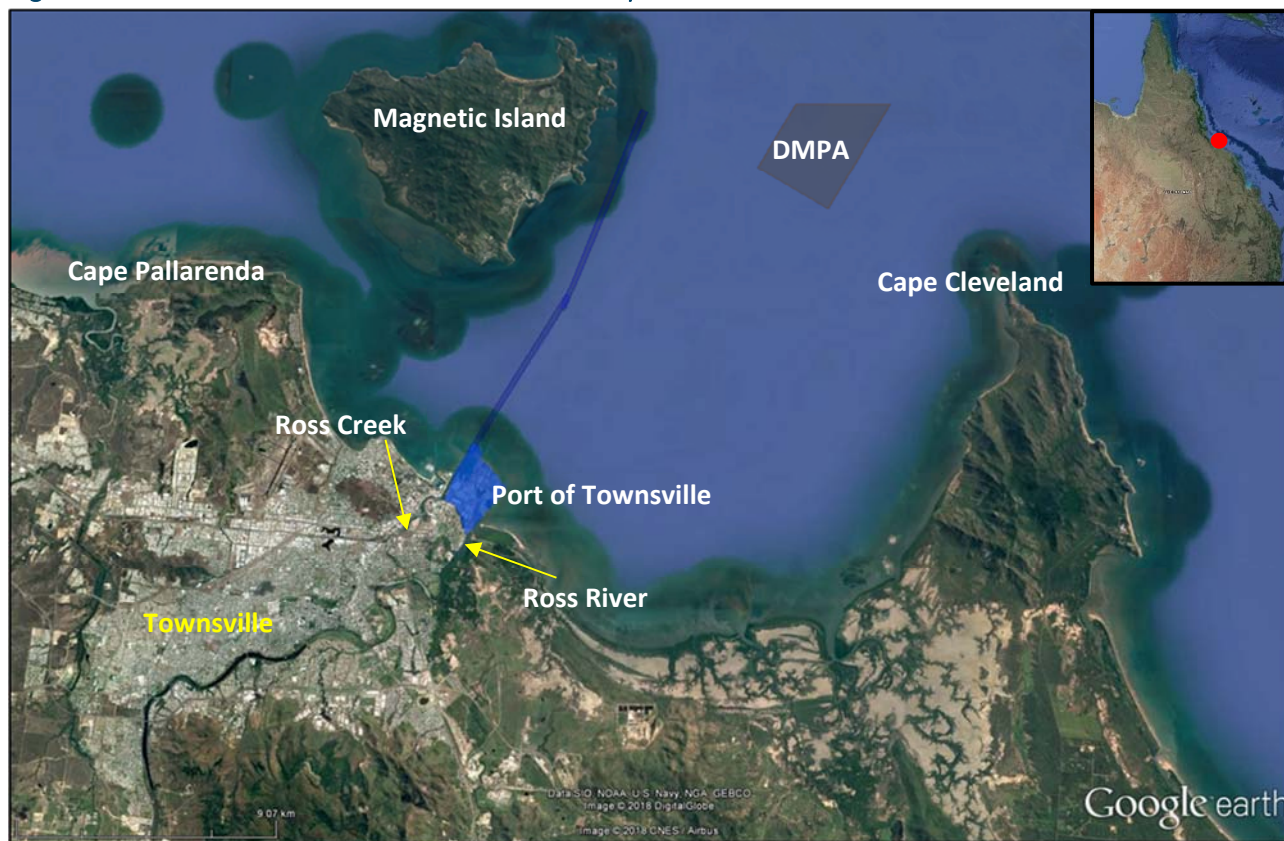 Magnetic Island
DMPA
Cape Pallarenda
Cape Cleveland
Ross Creek
Port of Townsville
Ross River
Townsville
Data SIO, NOAA, U.S. Navy, NGA, GEBCO
Image © 2018 DigitalGlobe
9.07 km
Image © 2018 CNES / Airbus
Google earth